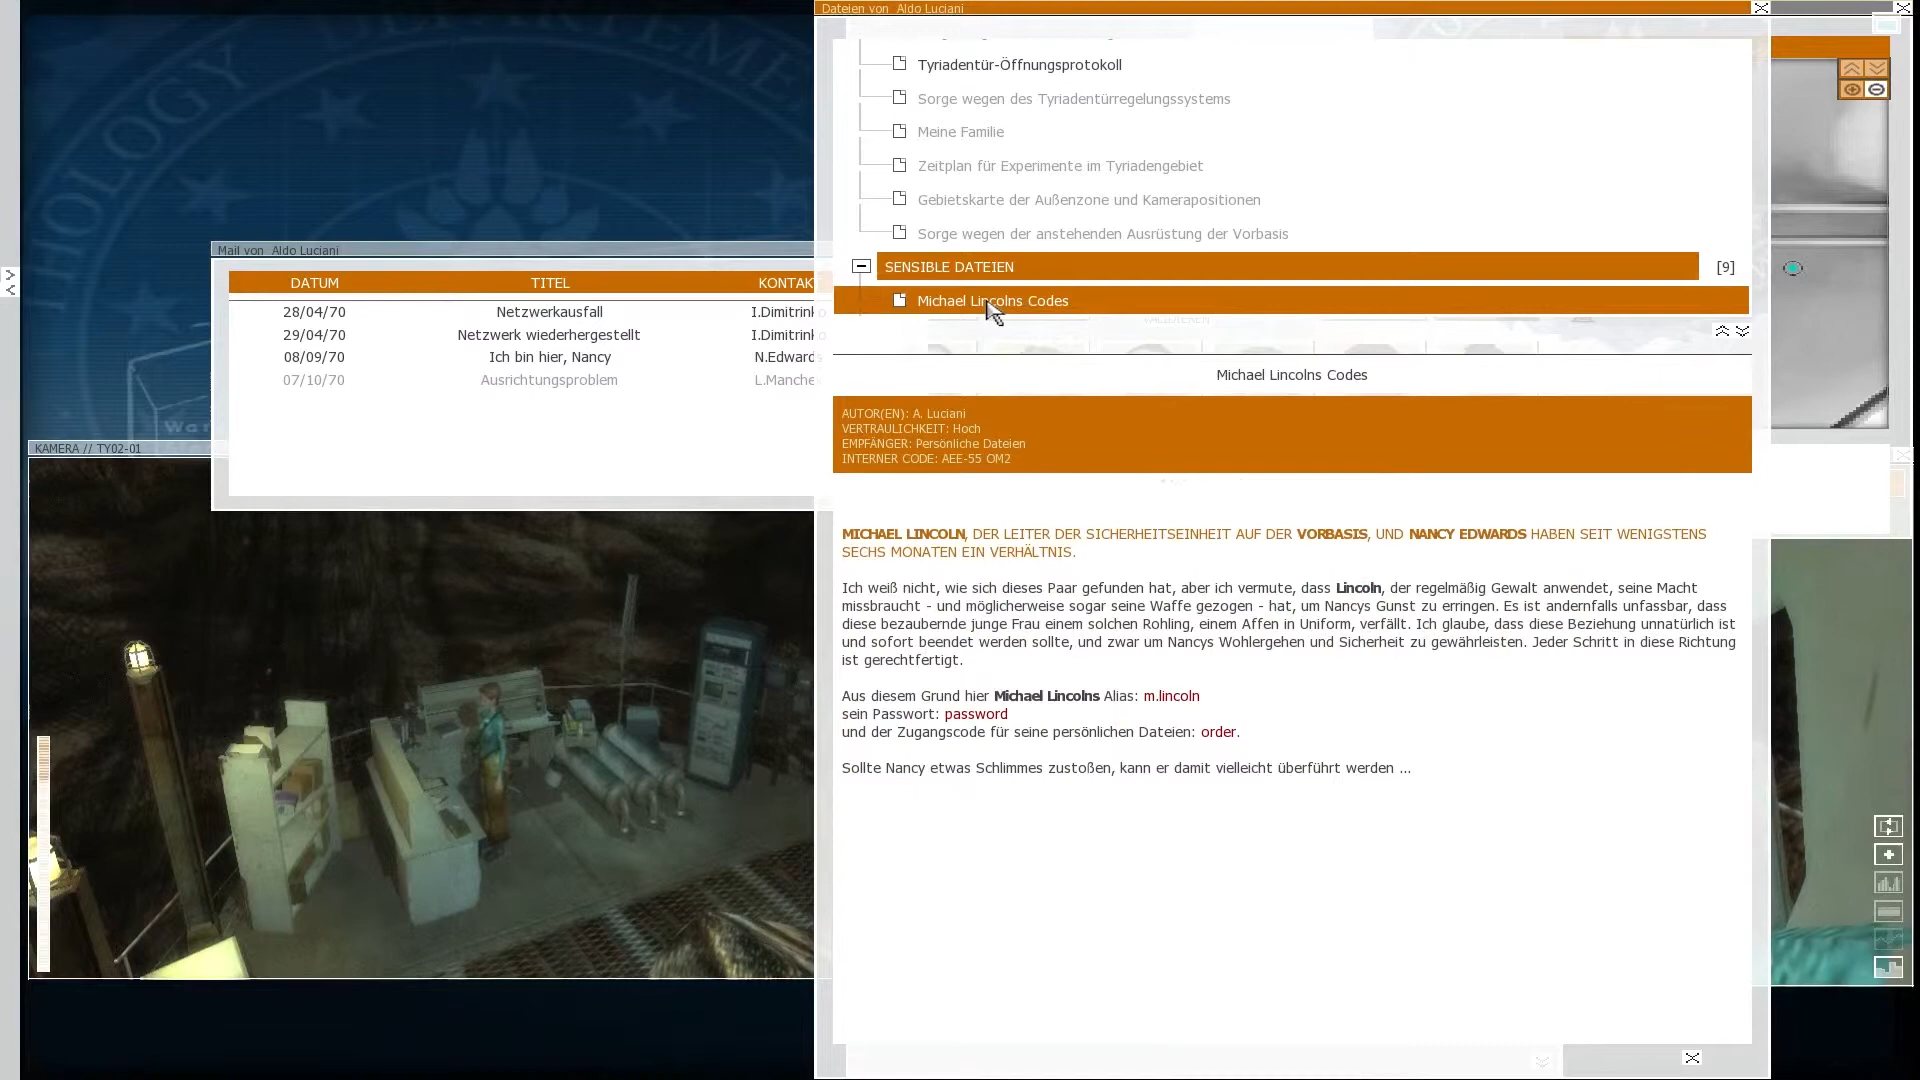 Dateien von Aldo Luciani
Tyriadentür-Öffnungsprotokoll
Sorge wegen des Tyriadentürregelungssystems
Meine Familie
Zeitplan für Experimente im Tyriadengebiet
Gebietskarte der Außenzone und Kamerapositionen
Sorge wegen der anstehenden Ausrüstung der Vorbasis
SENSIBLE DATEIEN [9]
Michael Lincolns Codes
Mail von Aldo Luciani
DATUM TITEL KONTAKT
28/04/70 Netzwerkausfall I.Dimitrinko
29/04/70 Netzwerk wiederhergestellt I.Dimitrinko
08/09/70 Ich bin hier, Nancy N.Edwards
07/10/70 Ausrichtungsproblem L.Manche
KAMERA // TY02-01
Michael Lincolns Codes
AUTOR(EN): A. Luciani
VERTRAULICHKEIT: Hoch
EMPFÄNGER: Persönliche Dateien
INTERNER CODE: AEE-55 OM2
MICHAEL LINCOLN, DER LEITER DER SICHERHEITSEINHEIT AUF DER VORBASIS, UND NANCY EDWARDS HABEN SEIT WENIGSTENS
SECHS MONATEN EIN VERHÄLTNIS.
Ich weiß nicht, wie sich dieses Paar gefunden hat, aber ich vermute, dass Lincoln, der regelmäßig Gewalt anwendet, seine Macht
missbraucht - und möglicherweise sogar seine Waffe gezogen - hat, um Nancys Gunst zu erringen. Es ist andernfalls unfassbar, dass
diese bezaubernde junge Frau einem solchen Rohling, einem Affen in Uniform, verfällt. Ich glaube, dass diese Beziehung unnatürlich ist
und sofort beendet werden sollte, und zwar um Nancys Wohlergehen und Sicherheit zu gewährleisten. Jeder Schritt in diese Richtung
ist gerechtfertigt.
Aus diesem Grund hier Michael Lincolns Alias: m.lincoln
sein Passwort: password
und der Zugangscode für seine persönlichen Dateien: order.
Sollte Nancy etwas Schlimmes zustoßen, kann er damit vielleicht überführt werden ...